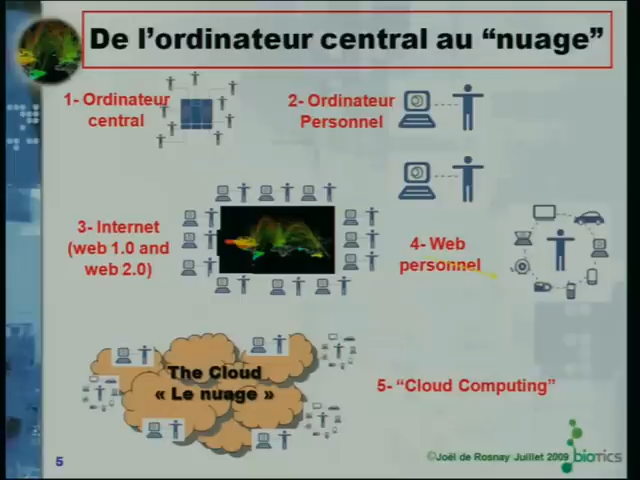 De l'ordinateur central au "nuage"
1- Ordinateur
central
2- Ordinateur
Personnel
3- Internet
(web 1.0 and
web 2.0)
4- Web
personnel
The Cloud
« Le nuage »
5- "Cloud Computing"
5
©Joël de Rosnay Juillet 2009
BIOTICS